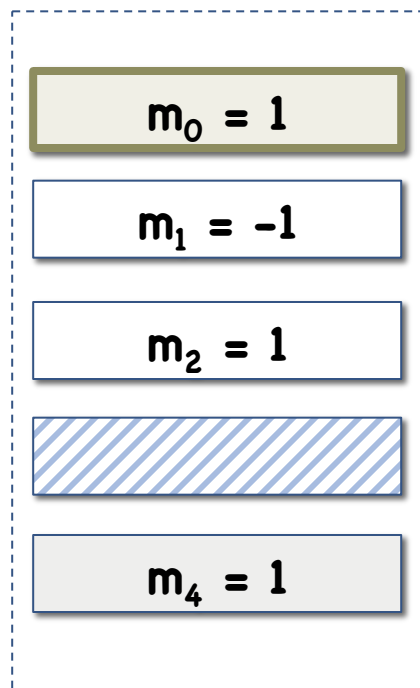 m₀ = 1
m₁ = -1
m₂ = 1
m₄ = 1